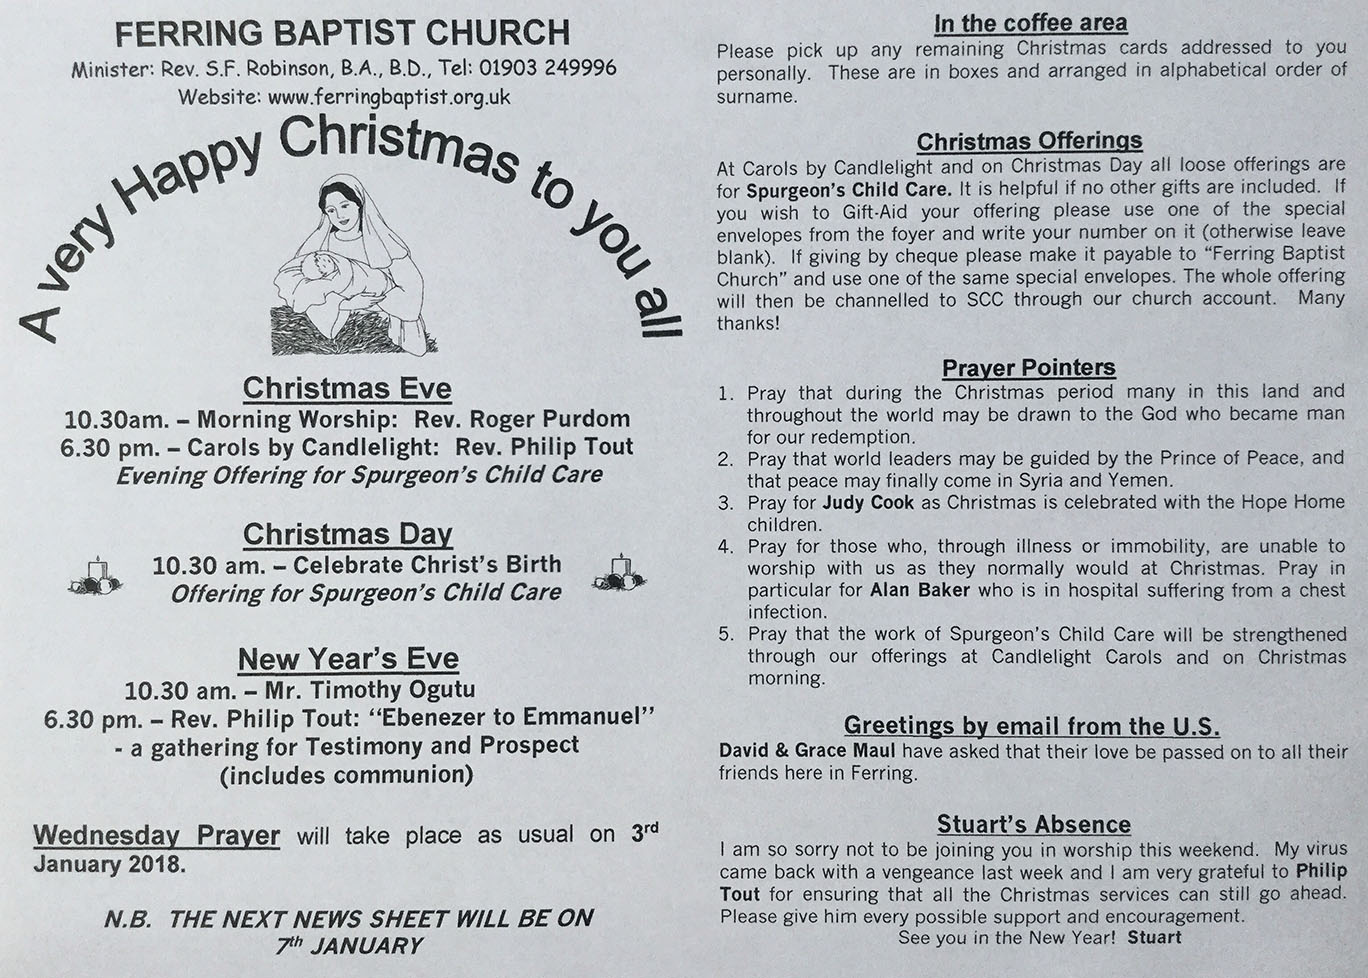 FERRING BAPTIST CHURCH
Minister: Rev. S.F. Robinson, B.A., B.D., Tel: 01903 249996
Website: www.ferringbaptist.org.uk
A very Happy Christmas to you all
Christmas Eve
10.30am. – Morning Worship: Rev. Roger Purdom
6.30 pm. – Carols by Candlelight: Rev. Philip Tout
Evening Offering for Spurgeon's Child Care
Christmas Day
10.30 am. – Celebrate Christ's Birth
Offering for Spurgeon's Child Care
New Year's Eve
10.30 am. – Mr. Timothy Ogutu
6.30 pm. – Rev. Philip Tout: "Ebenezer to Emmanuel"
- a gathering for Testimony and Prospect
(includes communion)
Wednesday Prayer will take place as usual on 3rd
January 2018.
N.B. THE NEXT NEWS SHEET WILL BE ON
7th JANUARY
In the coffee area
Please pick up any remaining Christmas cards addressed to you
personally. These are in boxes and arranged in alphabetical order of
surname.
Christmas Offerings
At Carols by Candlelight and on Christmas Day all loose offerings are
for Spurgeon's Child Care. It is helpful if no other gifts are included. If
you wish to Gift-Aid your offering please use one of the special
envelopes from the foyer and write your number on it (otherwise leave
blank). If giving by cheque please make it payable to "Ferring Baptist
Church" and use one of the same special envelopes. The whole offering
will then be channelled to SCC through our church account. Many
thanks!
Prayer Pointers
1. Pray that during the Christmas period many in this land and
throughout the world may be drawn to the God who became man
for our redemption.
2. Pray that world leaders may be guided by the Prince of Peace, and
that peace may finally come in Syria and Yemen.
3. Pray for Judy Cook as Christmas is celebrated with the Hope Home
children.
4. Pray for those who, through illness or immobility, are unable to
worship with us as they normally would at Christmas. Pray in
particular for Alan Baker who is in hospital suffering from a chest
infection.
5. Pray that the work of Spurgeon's Child Care will be strengthened
through our offerings at Candlelight Carols and on Christmas
morning.
Greetings by email from the U.S.
David & Grace Maul have asked that their love be passed on to all their
friends here in Ferring.
Stuart's Absence
I am so sorry not to be joining you in worship this weekend. My virus
came back with a vengeance last week and I am very grateful to Philip
Tout for ensuring that all the Christmas services can still go ahead.
Please give him every possible support and encouragement.
See you in the New Year! Stuart